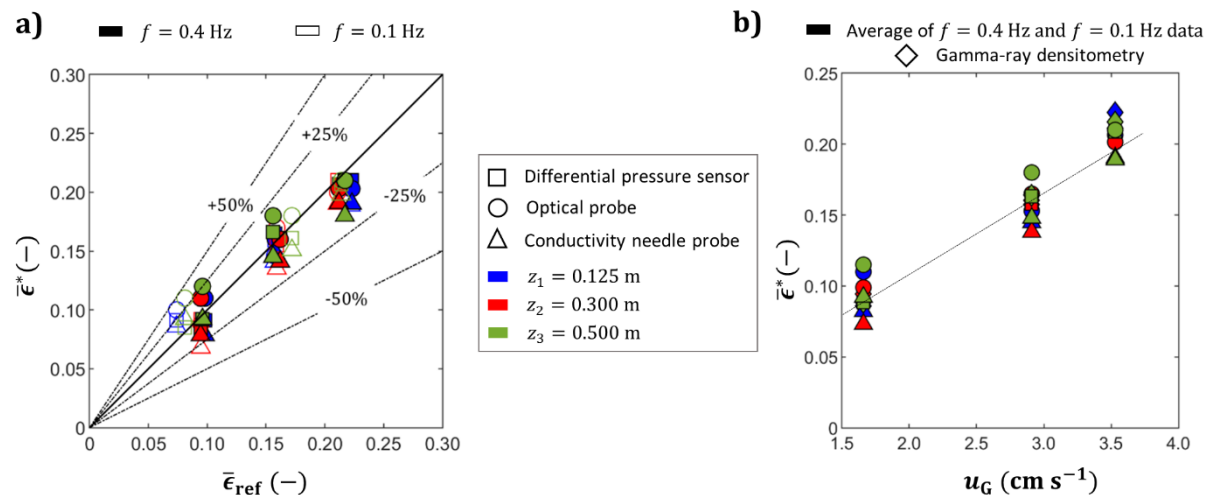 a)
f = 0.4 Hz
f = 0.1 Hz
0.30
0.25
0.20
0.15
0.10
0.05
0
ϵ̅* (−)
+50%
+25%
-25%
-50%
0
0.05
0.10
0.15
0.20
0.25
0.30
ϵ̅ref (−)
Differential pressure sensor
Optical probe
Conductivity needle probe
z₁ = 0.125 m
z₂ = 0.300 m
z₃ = 0.500 m
b)
Average of f = 0.4 Hz and f = 0.1 Hz data
Gamma-ray densitometry
0.25
0.20
0.15
0.10
0.05
0
ϵ̅* (−)
1.5
2.0
2.5
3.0
3.5
4.0
uG (cm s⁻¹)